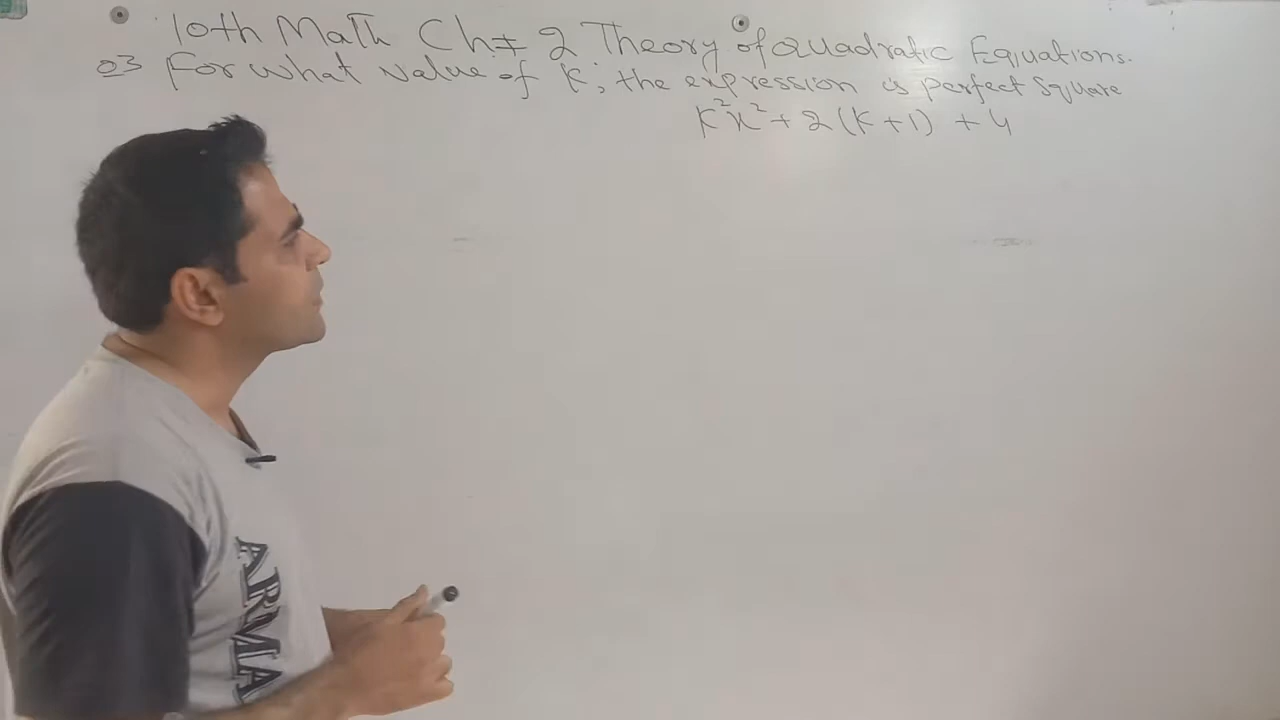 10th Math Ch# 2 Theory of Quadratic Equations.
Q3 For what value of K, the expression is perfect Square
K²x² + 2(K+1) + 4
ARMA